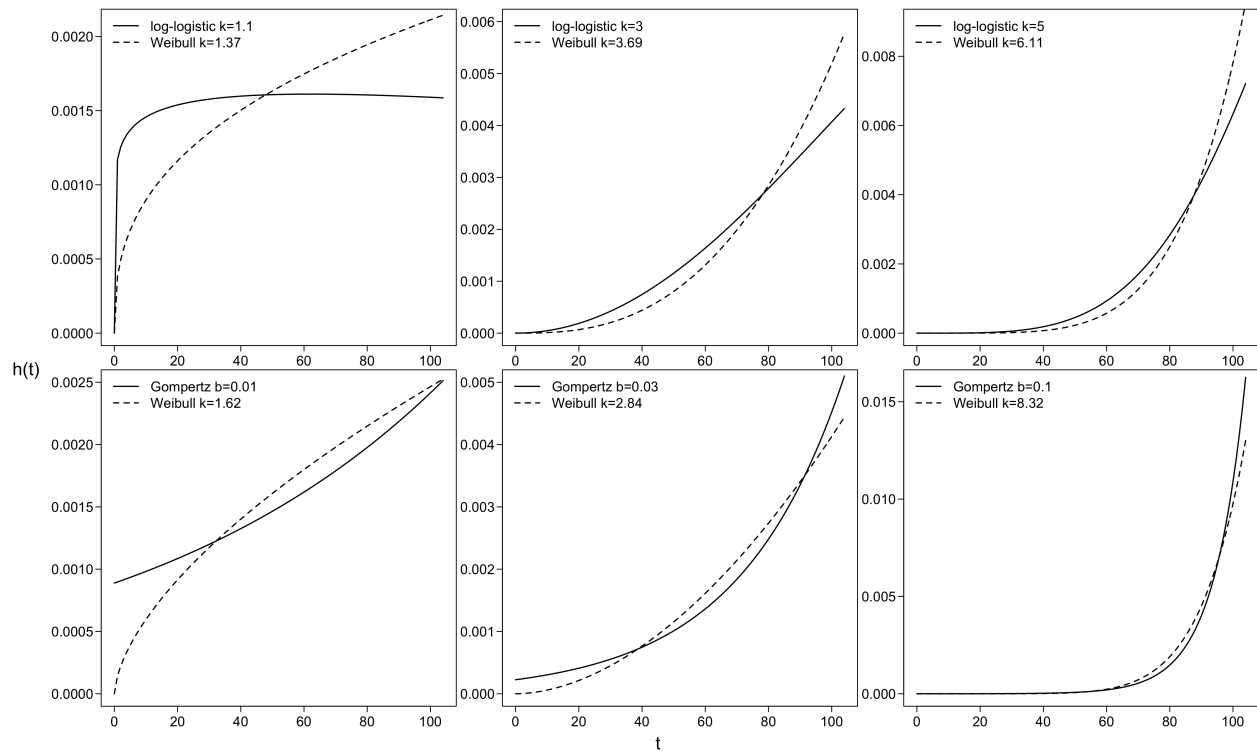 log-logistic k=1.1
Weibull k=1.37
0.0020
0.0015
0.0010
0.0005
0.0000
0 20 40 60 80 100
log-logistic k=3
Weibull k=3.69
0.006
0.005
0.004
0.003
0.002
0.001
0.000
0 20 40 60 80 100
log-logistic k=5
Weibull k=6.11
0.008
0.006
0.004
0.002
0.000
0 20 40 60 80 100
h(t)
Gompertz b=0.01
Weibull k=1.62
0.0025
0.0020
0.0015
0.0010
0.0005
0.0000
0 20 40 60 80 100
Gompertz b=0.03
Weibull k=2.84
0.005
0.004
0.003
0.002
0.001
0.000
0 20 40 60 80 100
Gompertz b=0.1
Weibull k=8.32
0.015
0.010
0.005
0.000
0 20 40 60 80 100
t